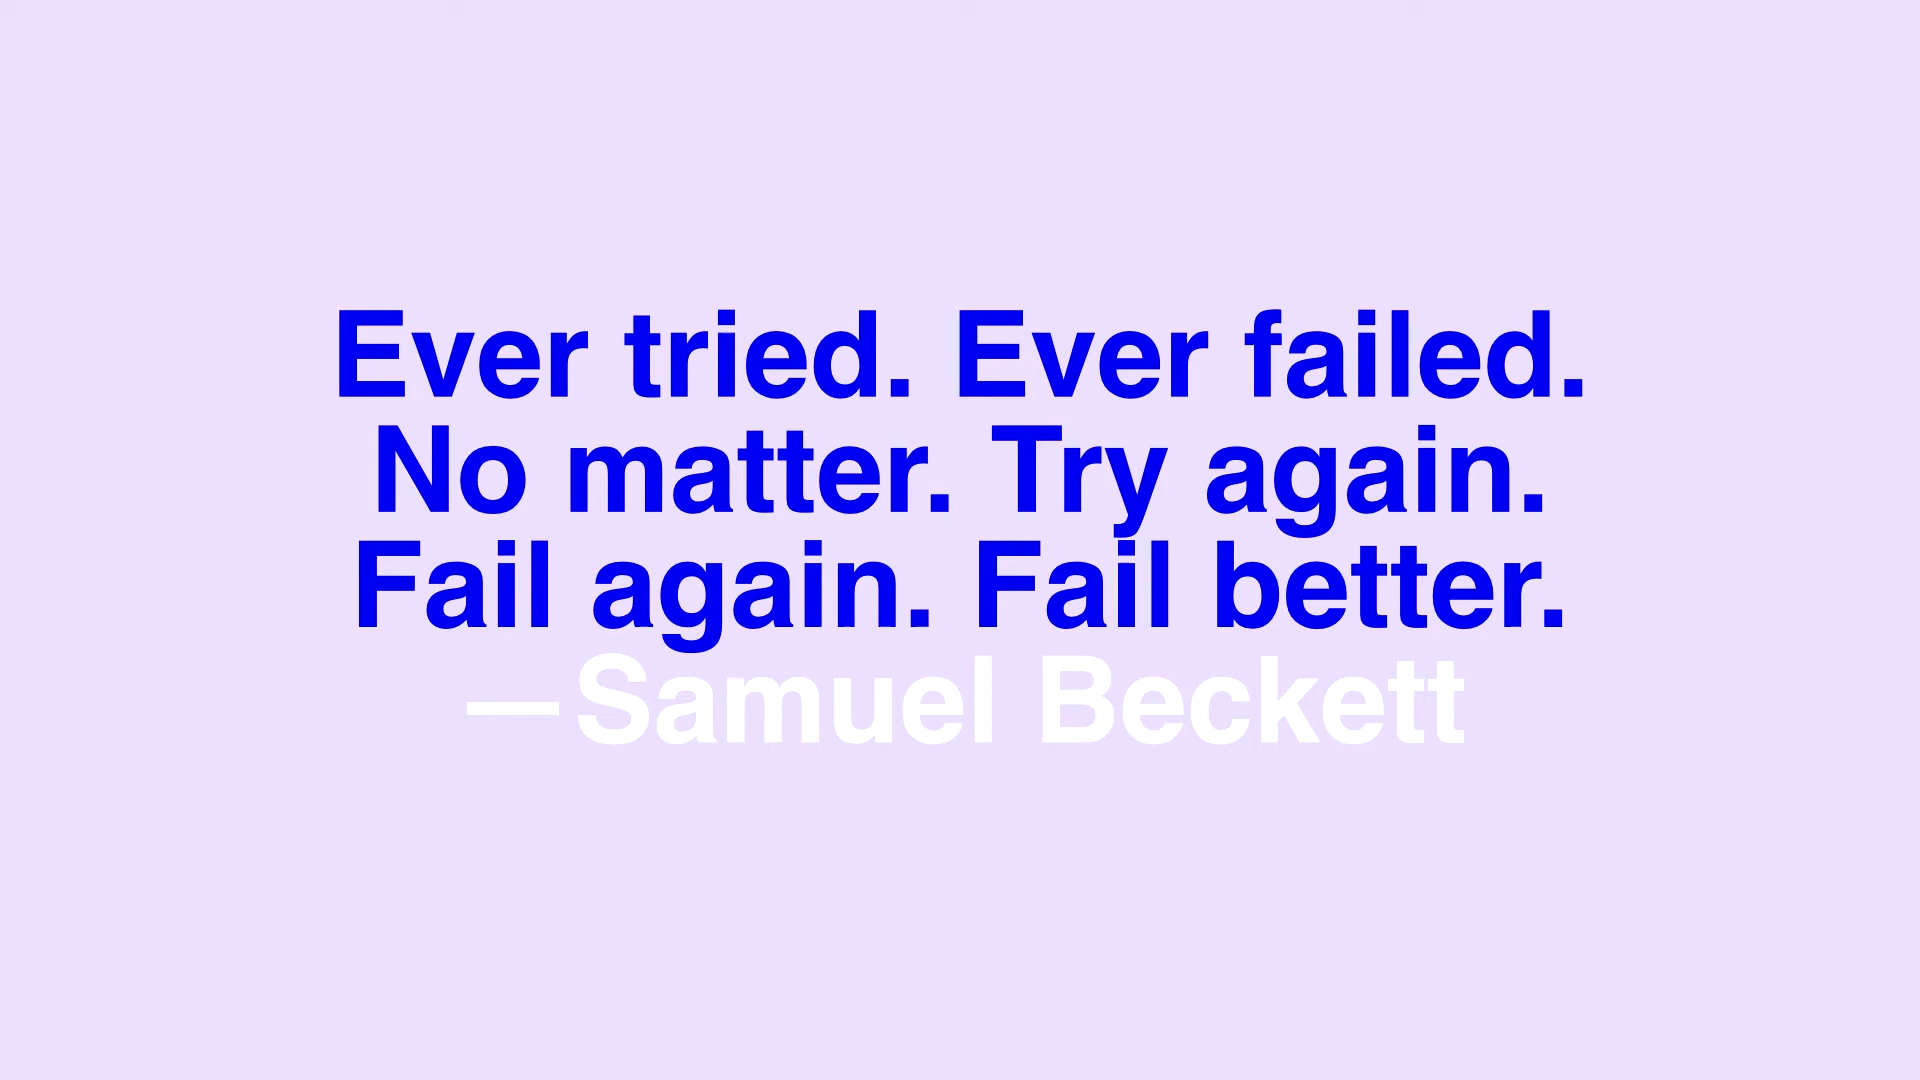 Ever tried. Ever failed.
No matter. Try again.
Fail again. Fail better.
—Samuel Beckett